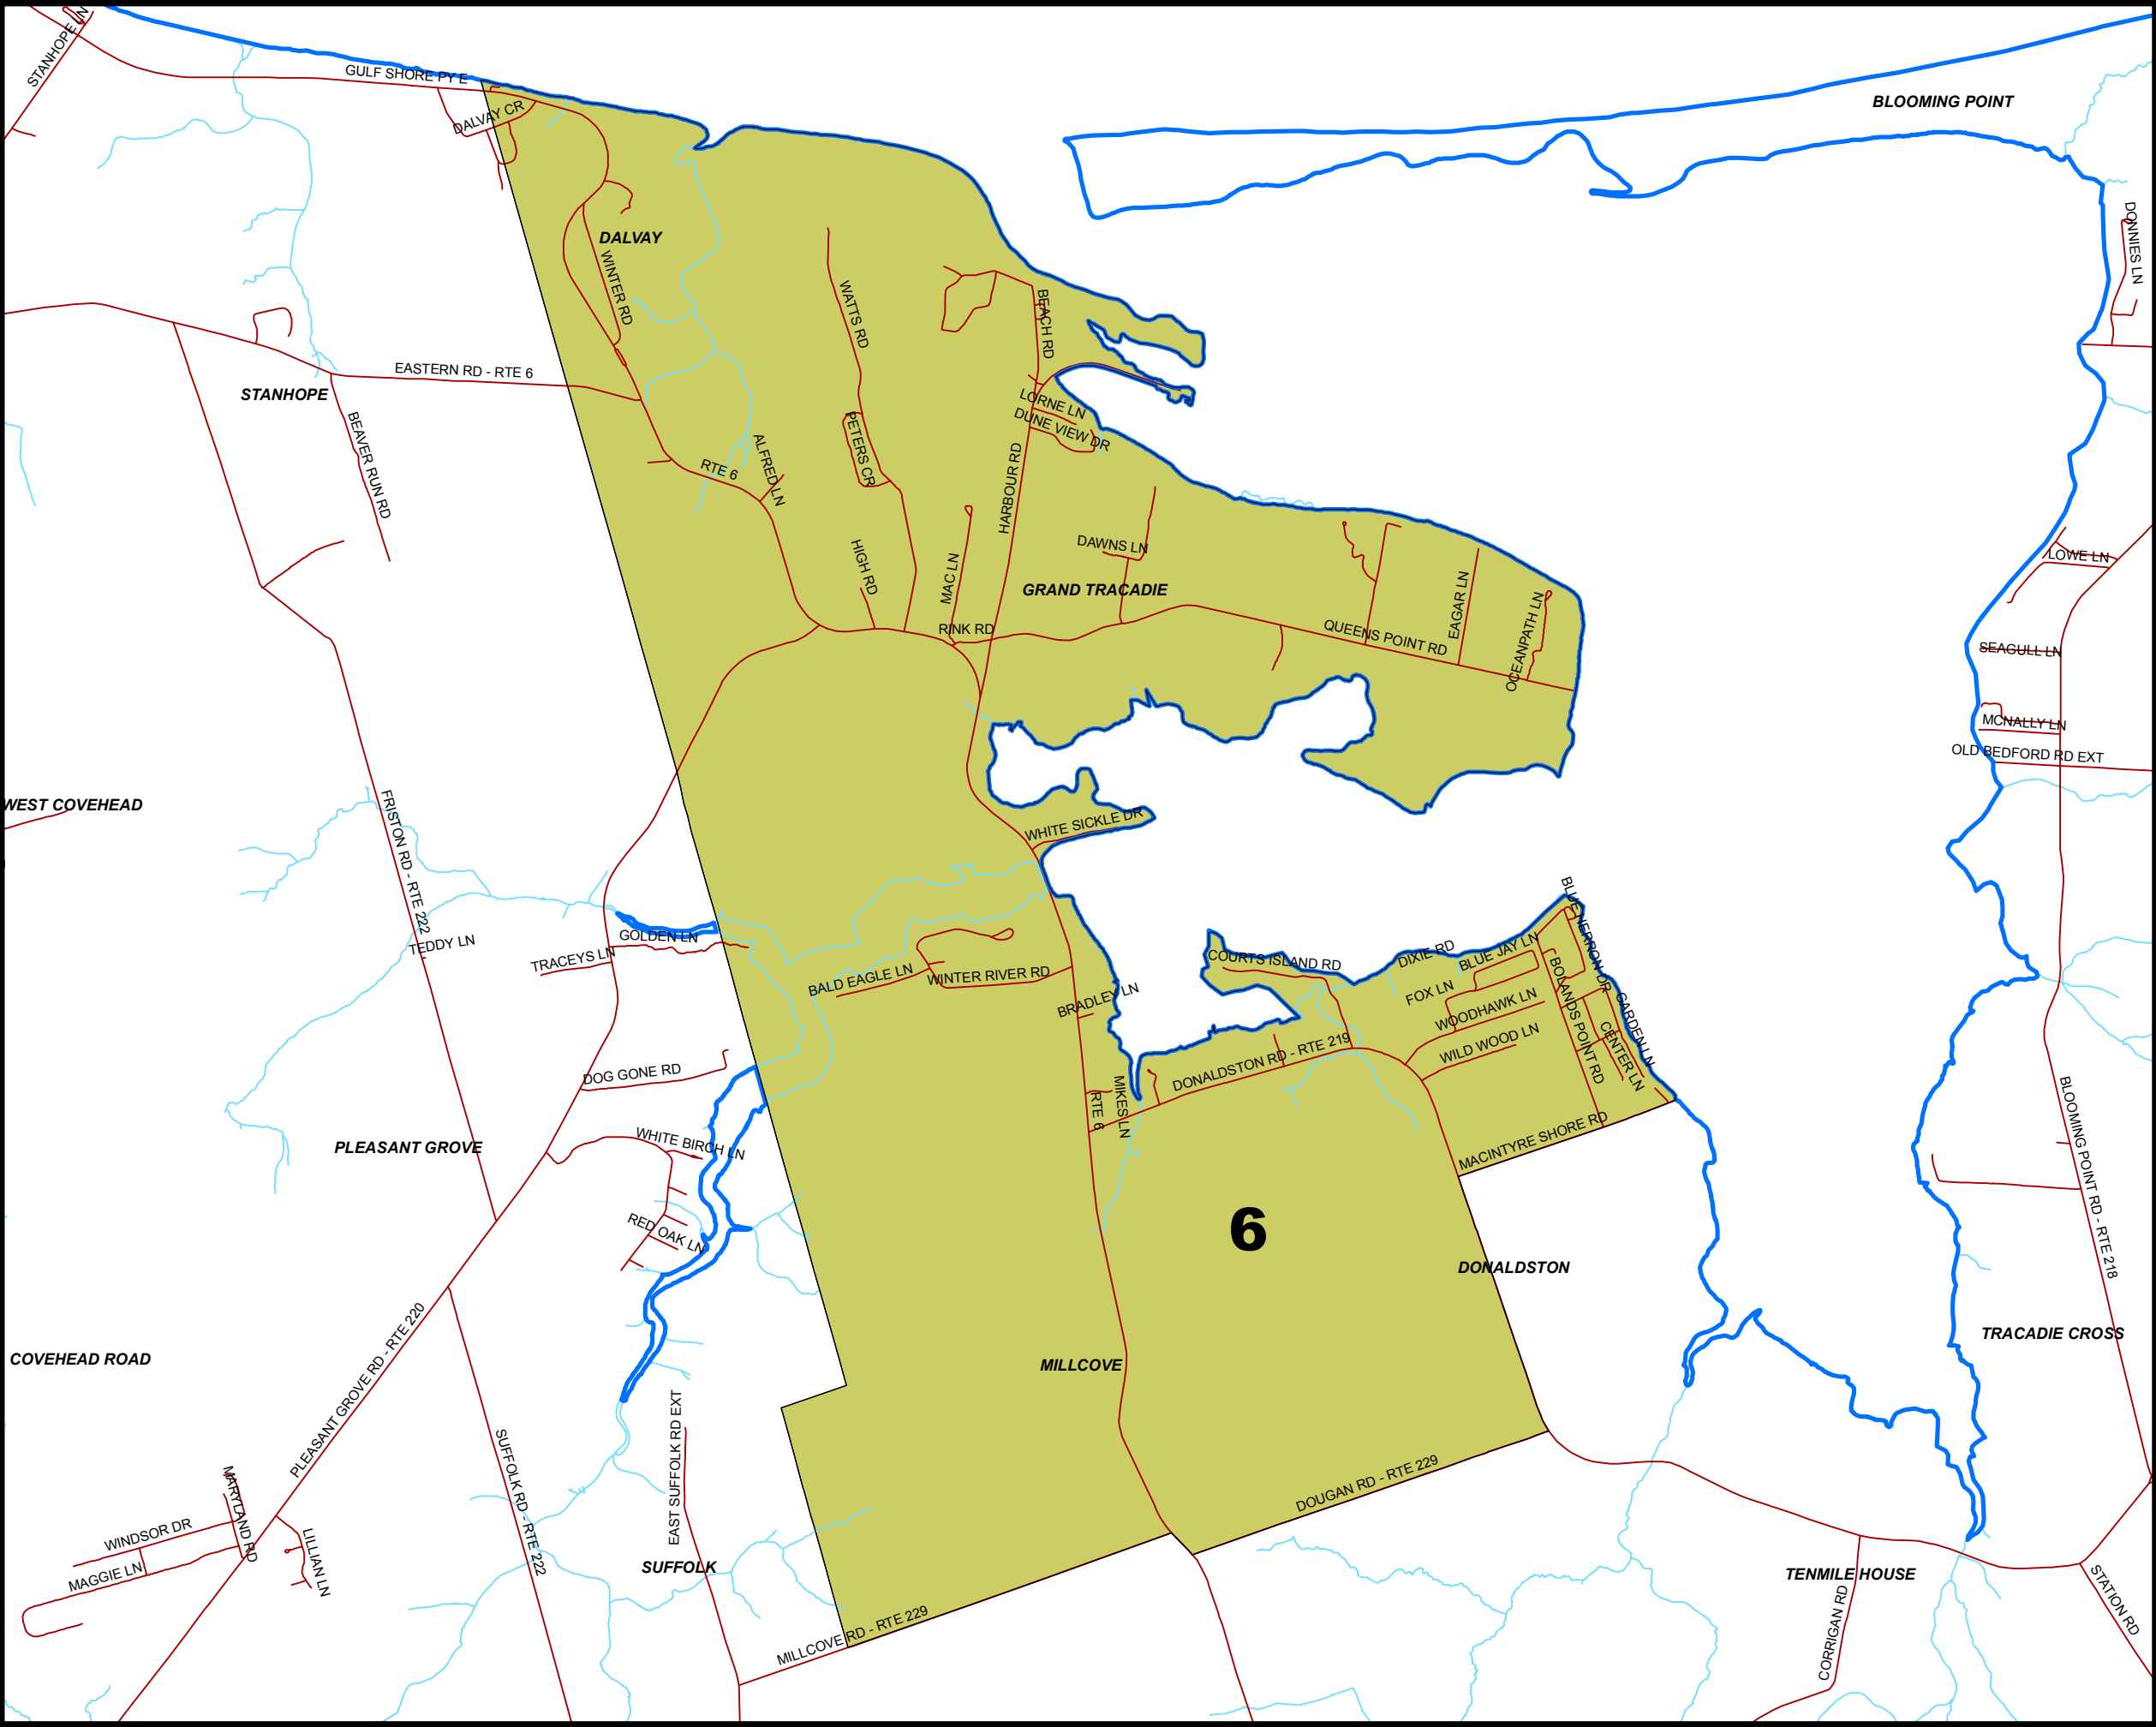 STANHOPE LN
GULF SHORE PY E
DALVAY CR
BLOOMING POINT
DONNIES LN
DALVAY
WINTER RD
WATTS RD
BEACH RD
EASTERN RD - RTE 6
STANHOPE
BEAVER RUN RD
LORNE LN
DUNE VIEW DR
PETERS CR
ALFRED LN
RTE 6
HARBOUR RD
HIGH RD
MAC LN
DAWNS LN
GRAND TRACADIE
RINK RD
QUEENS POINT RD
EAGAR LN
OCEANPATH LN
LOWE LN
SEAGULL LN
MCNALLY LN
OLD BEDFORD RD EXT
WEST COVEHEAD
FRISTON RD - RTE 222
WHITE SICKLE DR
TEDDY LN
TRACEYS LN
GOLDEN LN
BALD EAGLE LN
WINTER RIVER RD
BRADLEY LN
COURTS ISLAND RD
DIXIE RD
BLUE JAY LN
BLUE HERRON DR
FOX LN
WOODHAWK LN
WILD WOOD LN
BOLANDS POINT RD
CENTER LN
GARDEN LN
DOG GONE RD
DONALDSTON RD - RTE 219
MIKES LN
RTE 6
MACINTYRE SHORE RD
BLOOMING POINT RD - RTE 218
PLEASANT GROVE
WHITE BIRCH LN
RED OAK LN
6
DONALDSTON
TRACADIE CROSS
COVEHEAD ROAD
PLEASANT GROVE RD - RTE 220
MILLCOVE
EAST SUFFOLK RD EXT
SUFFOLK RD - RTE 222
DOUGAN RD - RTE 229
MARYLAND RD
WINDSOR DR
MAGGIE LN
LILLIAN LN
SUFFOLK
MILLCOVE RD - RTE 229
TENMILE HOUSE
CORRIGAN RD
STATION RD